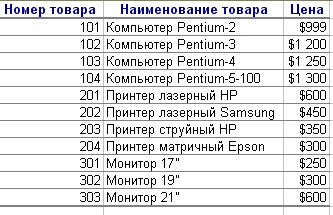 Номер товара Наименование товара Цена
101 Компьютер Pentium-2 $999
102 Компьютер Pentium-3 $1 200
103 Компьютер Pentium-4 $1 250
104 Компьютер Pentium-5-100 $1 300
201 Принтер лазерный HP $600
202 Принтер лазерный Samsung $450
203 Принтер струйный HP $350
204 Принтер матричный Epson $300
301 Монитор 17" $250
302 Монитор 19" $300
303 Монитор 21" $600